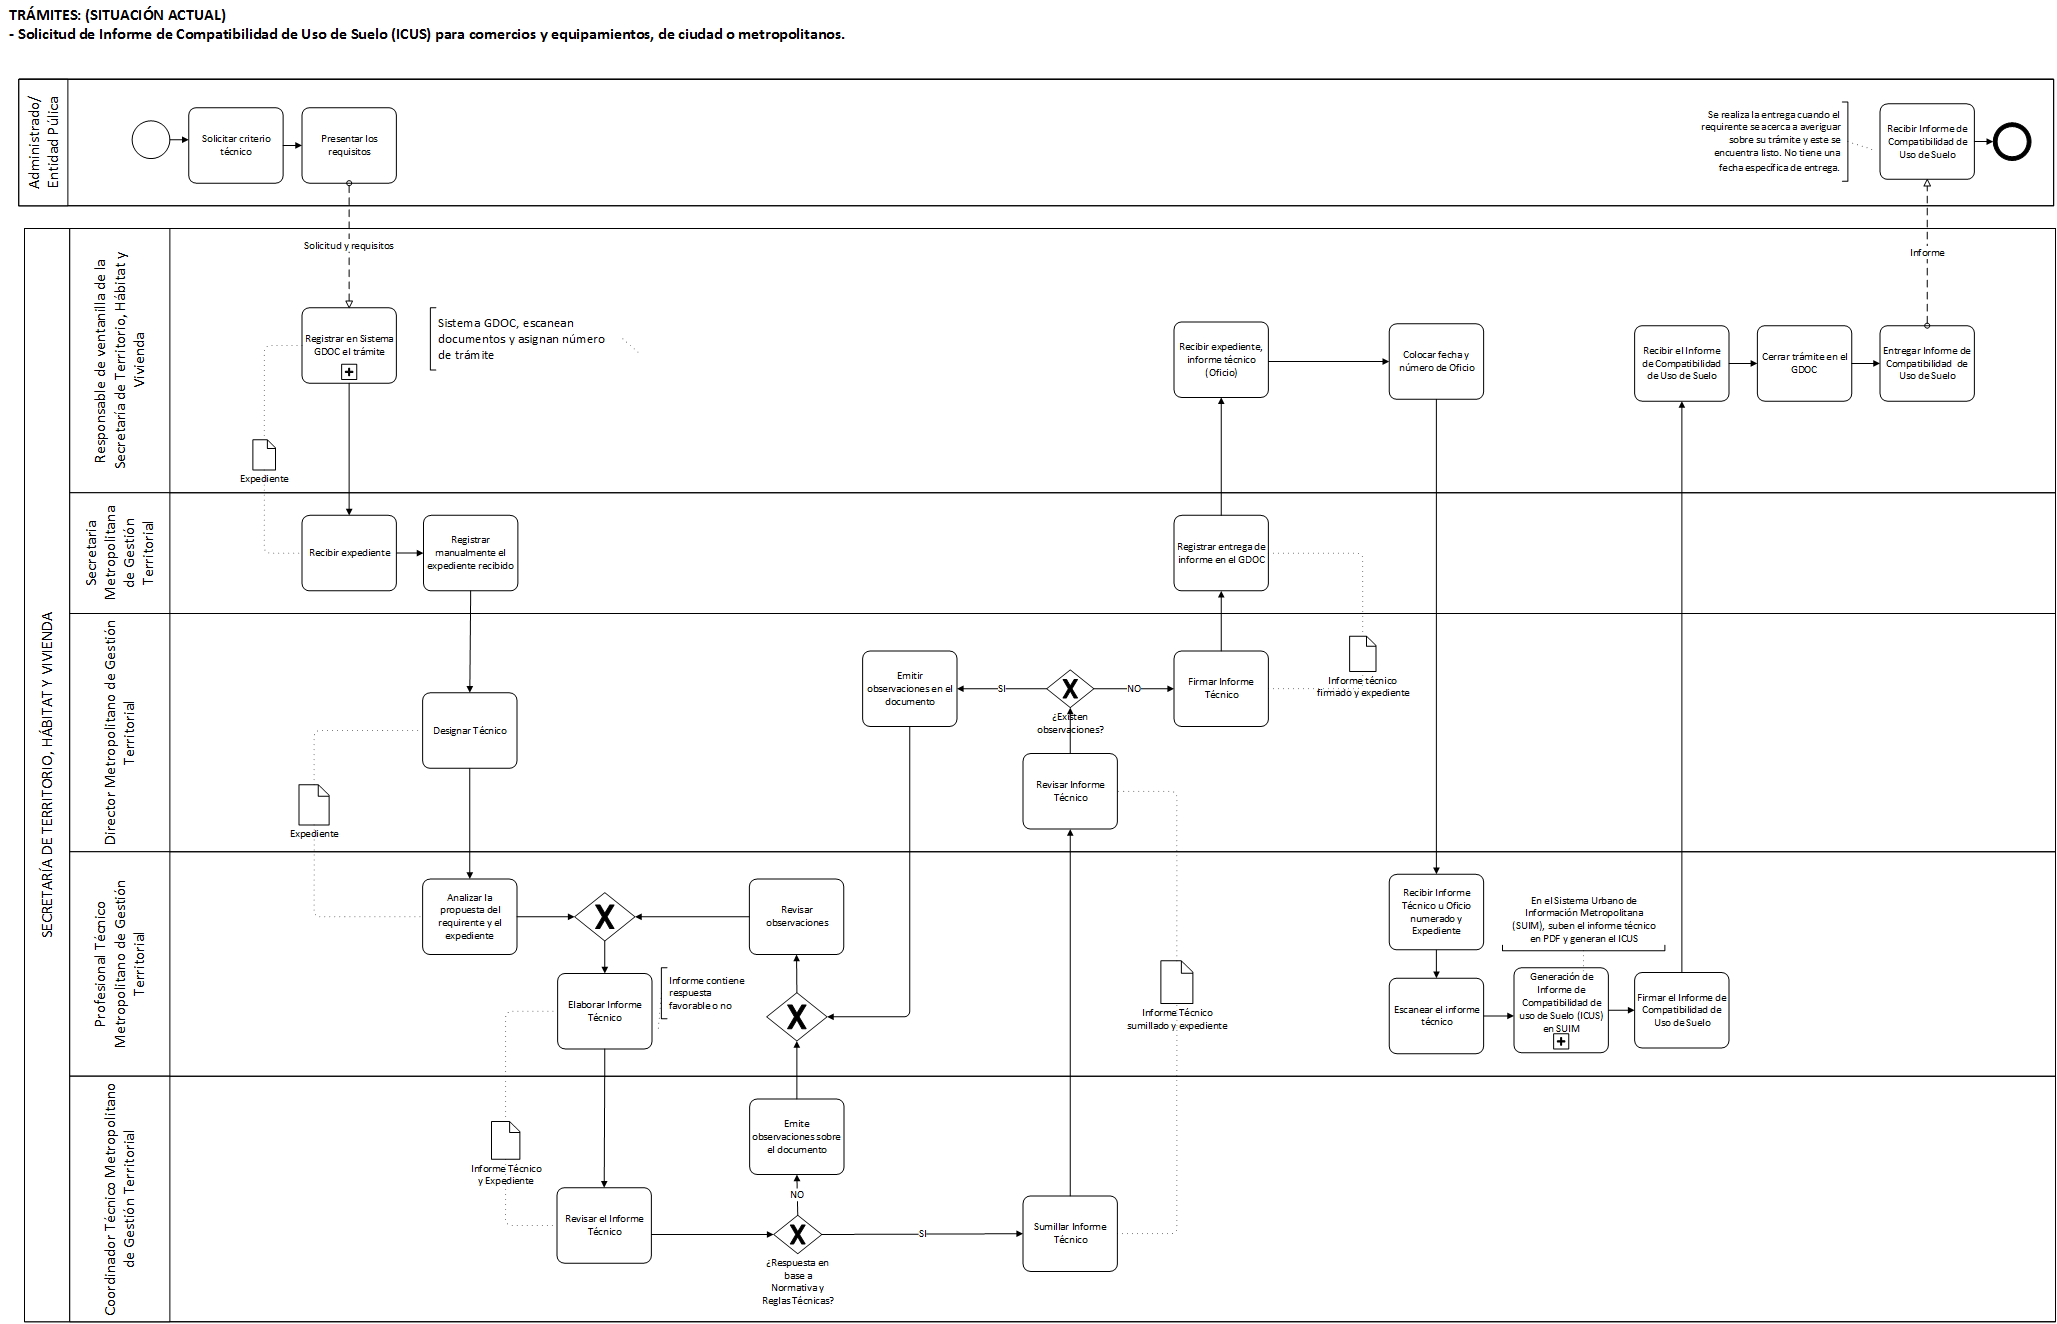 TRÁMITES: (SITUACIÓN ACTUAL)
- Solicitud de Informe de Compatibilidad de Uso de Suelo (ICUS) para comercios y equipamientos, de ciudad o metropolitanos.
Administrado/
Entidad Púlica
Solicitar criterio
técnico
Presentar los
requisitos
Se realiza la entrega cuando el
requirente se acerca a averiguar
sobre su trámite y este se
encuentra listo. No tiene una
fecha específica de entrega.
Recibir Informe de
Compatibilidad de
Uso de Suelo
Solicitud y requisitos
Informe
SECRETARÍA DE TERRITORIO, HÁBITAT Y VIVIENDA
Responsable de ventanilla de la
Secretaría de Territorio, Hábitat y
Vivienda
Registrar en Sistema
GDOC el trámite
Sistema GDOC, escanean
documentos y asignan número
de trámite
Expediente
Recibir expediente,
informe técnico
(Oficio)
Colocar fecha y
número de Oficio
Recibir el Informe
de Compatibilidad
de Uso de Suelo
Cerrar trámite en el
GDOC
Entregar Informe de
Compatibilidad de
Uso de Suelo
Secretaria
Metropolitana
de Gestión
Territorial
Recibir expediente
Registrar
manualmente el
expediente recibido
Registrar entrega de
informe en el GDOC
Director Metropolitano de Gestión
Territorial
Designar Técnico
Expediente
Emitir
observaciones en el
documento
SI
¿Existen
observaciones?
NO
Firmar Informe
Técnico
Informe técnico
firmado y expediente
Revisar Informe
Técnico
Profesional Técnico
Metropolitano de Gestión
Territorial
Analizar la
propuesta del
requirente y el
expediente
Revisar
observaciones
Elaborar Informe
Técnico
Informe contiene
respuesta
favorable o no
Informe Técnico
sumillado y expediente
Recibir Informe
Técnico u Oficio
numerado y
Expediente
En el Sistema Urbano de
Información Metropolitana
(SUIM), suben el informe técnico
en PDF y generan el ICUS
Escanear el informe
técnico
Generación de
Informe de
Compatibilidad de
uso de Suelo (ICUS)
en SUIM
Firmar el Informe de
Compatibilidad de
Uso de Suelo
Coordinador Técnico Metropolitano
de Gestión Territorial
Informe Técnico
y Expediente
Emite
observaciones sobre
el documento
NO
Revisar el Informe
Técnico
¿Respuesta en
base a
Normativa y
Reglas Técnicas?
SI
Sumillar Informe
Técnico